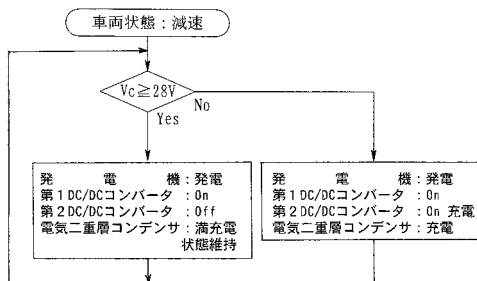 車両状態：減速
Vc≧28V
No
Yes
発電機：発電
第1DC/DCコンバータ：On
第2DC/DCコンバータ：Off
電気二重層コンデンサ：満充電
状態維持
発電機：発電
第1DC/DCコンバータ：On
第2DC/DCコンバータ：On 充電
電気二重層コンデンサ：充電